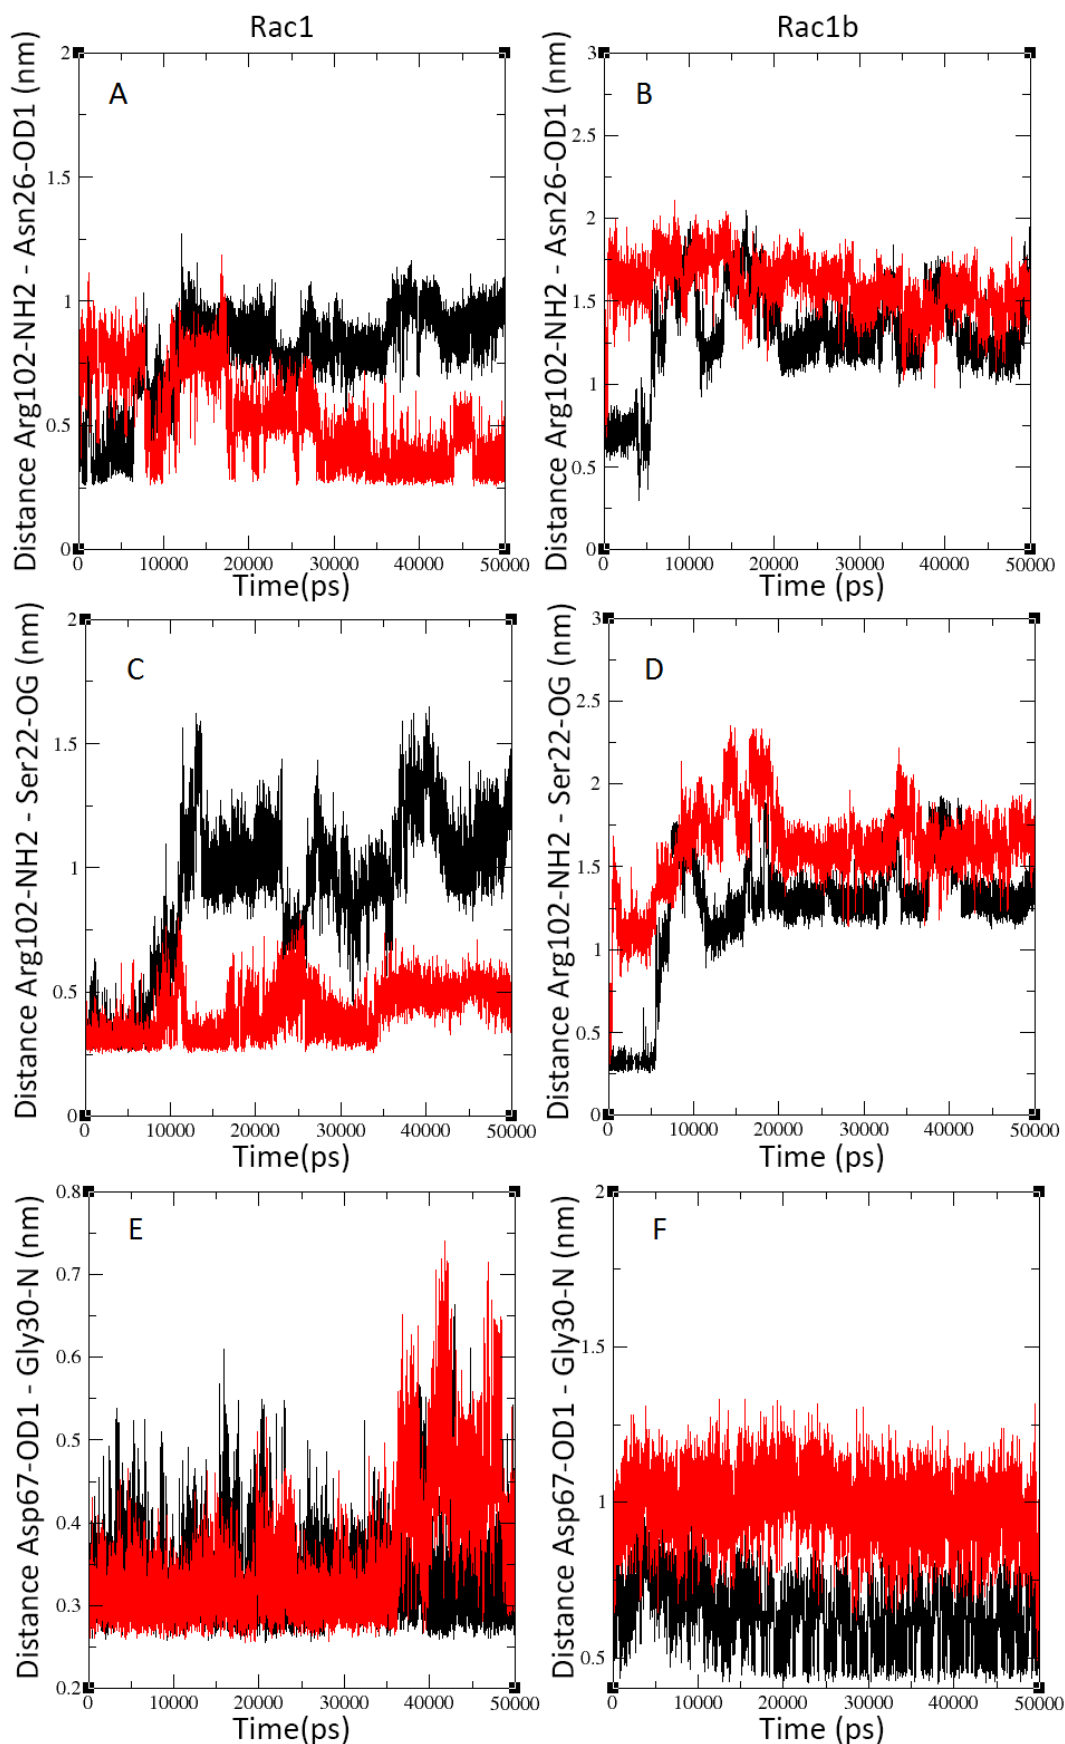 Rac1
Rac1b
Distance Arg102-NH2 - Asn26-OD1 (nm)
A
2
1.5
1
0.5
0
0 10000 20000 30000 40000 50000
Time(ps)
Distance Arg102-NH2 - Asn26-OD1 (nm)
B
3
2.5
2
1.5
1
0.5
0
0 10000 20000 30000 40000 50000
Time (ps)
Distance Arg102-NH2 - Ser22-OG (nm)
C
2
1.5
1
0.5
0
0 10000 20000 30000 40000 50000
Time(ps)
Distance Arg102-NH2 - Ser22-OG (nm)
D
3
2.5
2
1.5
1
0.5
0
0 10000 20000 30000 40000 50000
Time (ps)
Distance Asp67-OD1 - Gly30-N (nm)
E
0.8
0.7
0.6
0.5
0.4
0.3
0.2
0 10000 20000 30000 40000 50000
Time(ps)
Distance Asp67-OD1 - Gly30-N (nm)
F
2
1.5
1
0.5
0 10000 20000 30000 40000 50000
Time (ps)